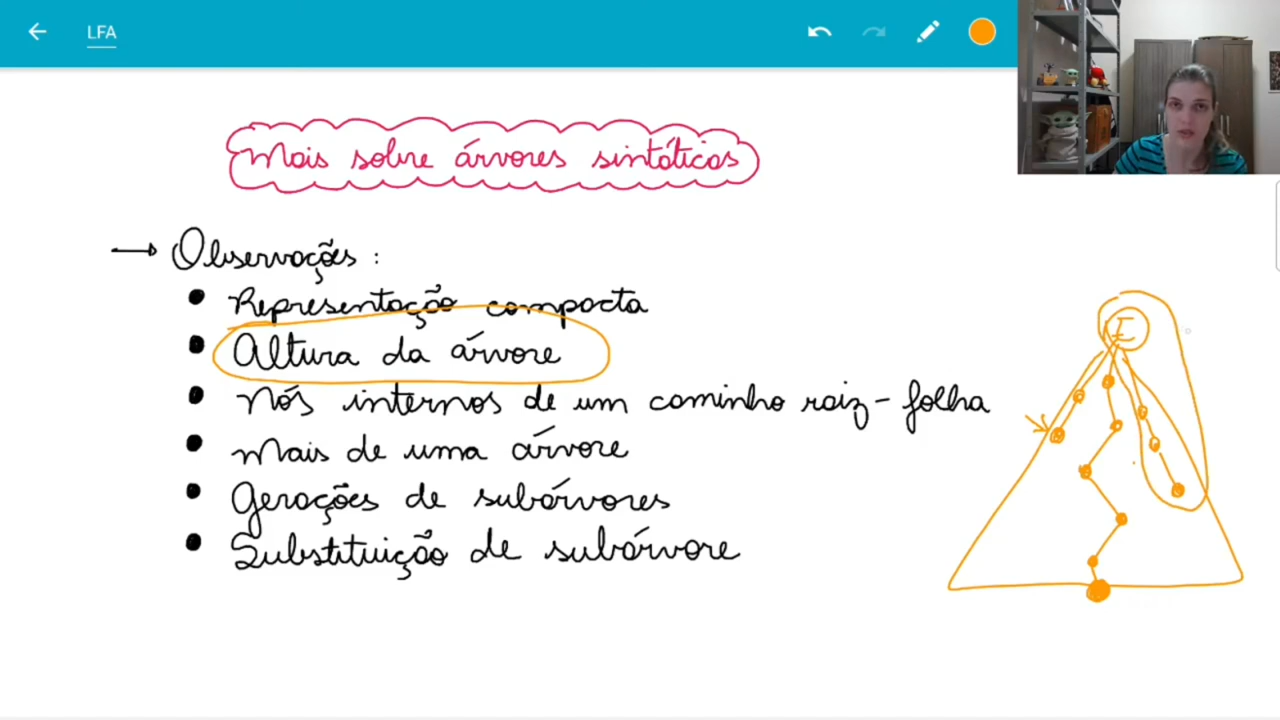 LFA
Mais sobre árvores sintáticas
Observações:
Representação compacta
Altura da árvore
Nós internos de um caminho raiz-folha
Mais de uma árvore
Gerações de subárvores
Substituição de subárvore
I